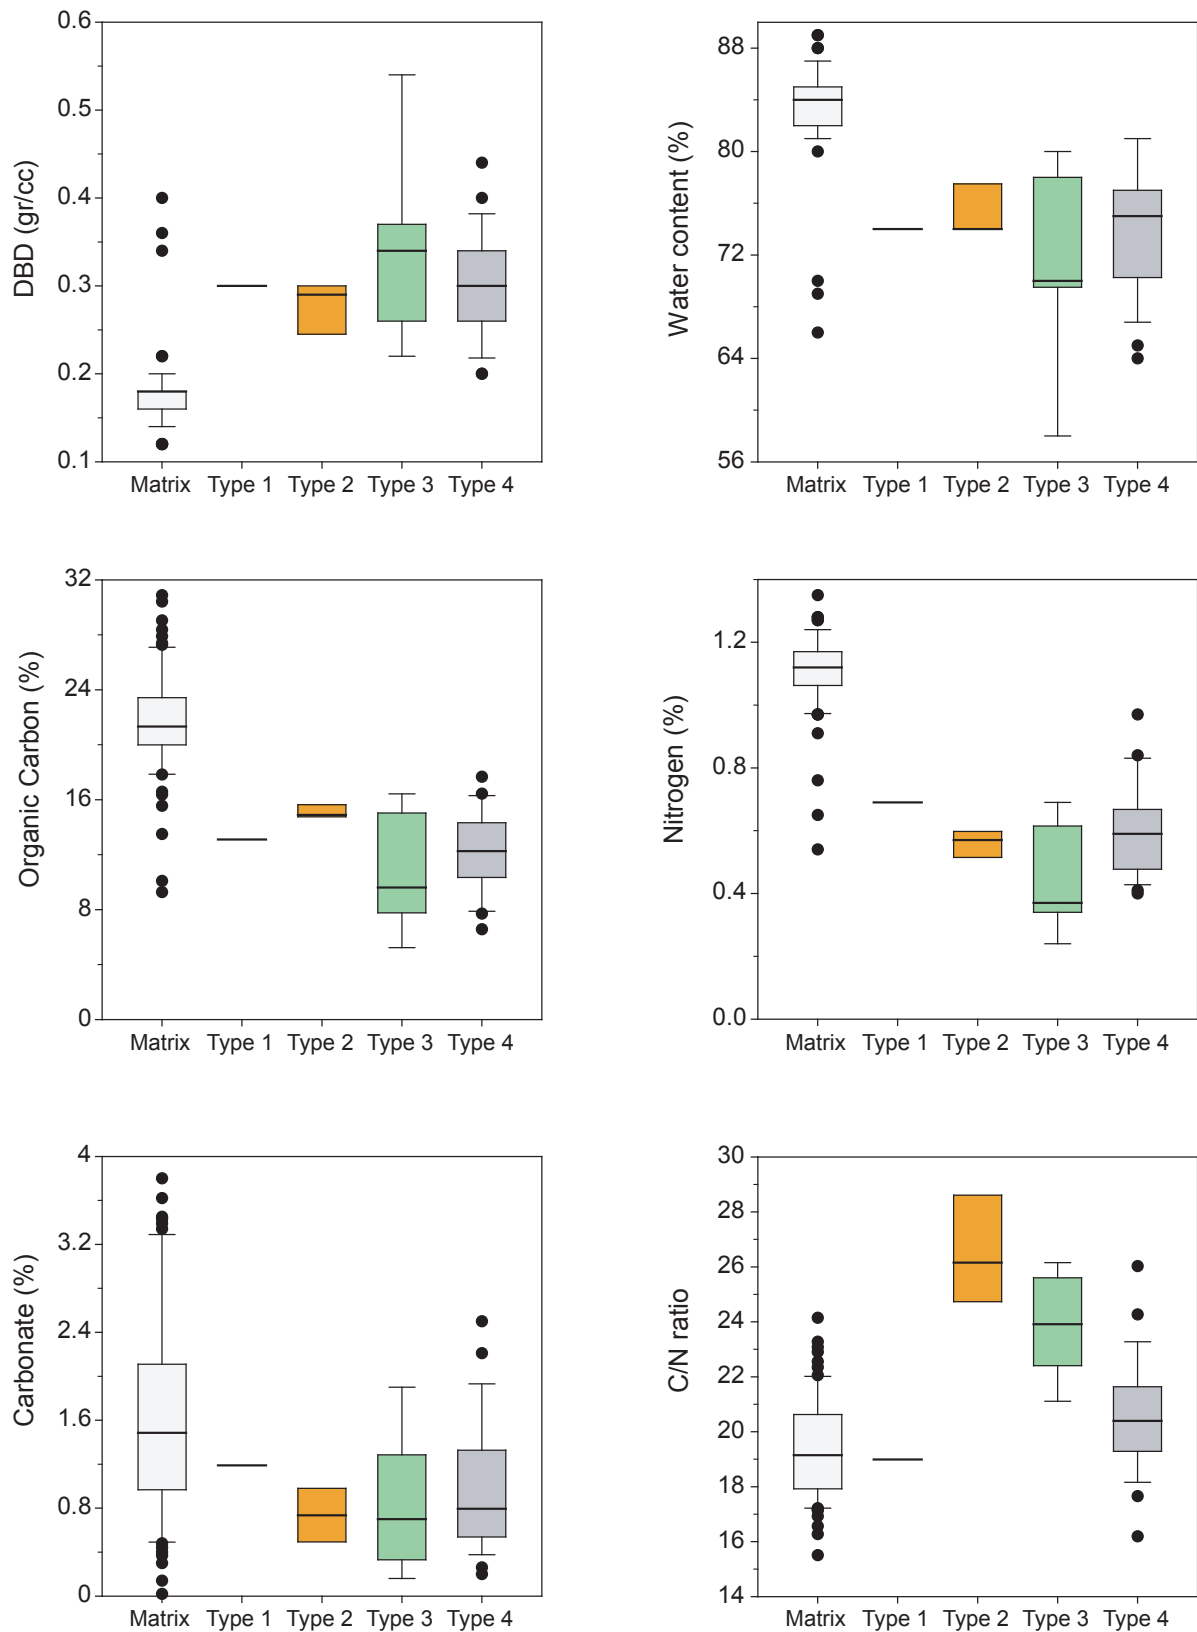 DBD (gr/cc)
0.6
0.5
0.4
0.3
0.2
0.1
Matrix Type 1 Type 2 Type 3 Type 4
Water content (%)
88
80
72
64
56
Matrix Type 1 Type 2 Type 3 Type 4
Organic Carbon (%)
32
24
16
8
0
Matrix Type 1 Type 2 Type 3 Type 4
Nitrogen (%)
1.2
0.8
0.4
0.0
Matrix Type 1 Type 2 Type 3 Type 4
Carbonate (%)
4
3.2
2.4
1.6
0.8
0
Matrix Type 1 Type 2 Type 3 Type 4
C/N ratio
30
28
26
24
22
20
18
16
14
Matrix Type 1 Type 2 Type 3 Type 4